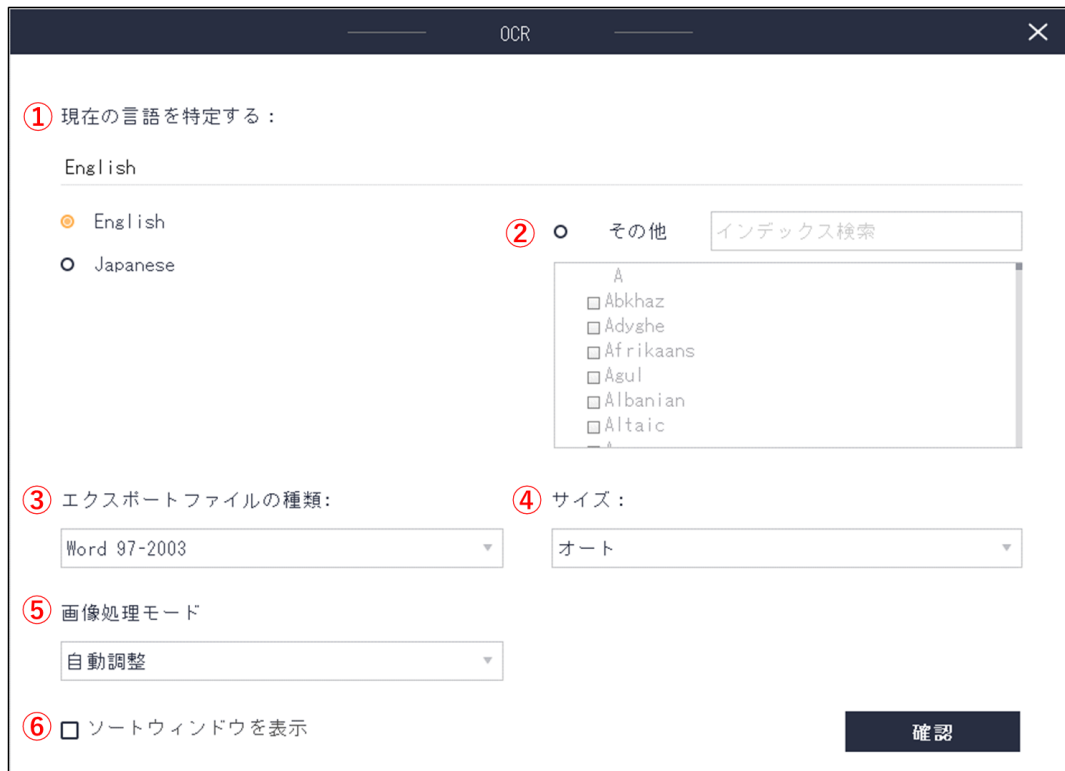 OCR
① 現在の言語を特定する：
English
English
Japanese
② その他 インデックス検索
A
Abkhaz
Adyghe
Afrikaans
Agul
Albanian
Altaic
③ エクスポートファイルの種類:
Word 97-2003
④ サイズ：
オート
⑤ 画像処理モード
自動調整
⑥ ソートウィンドウを表示
確認